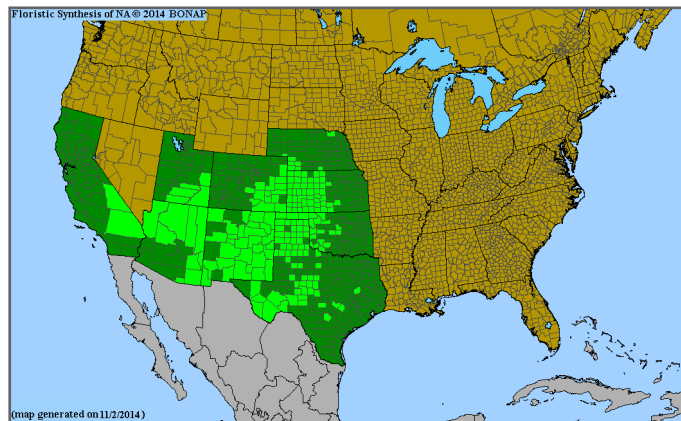 Floristic Synthesis of NA © 2014 BONAP
(map generated on 11/2/2014 )